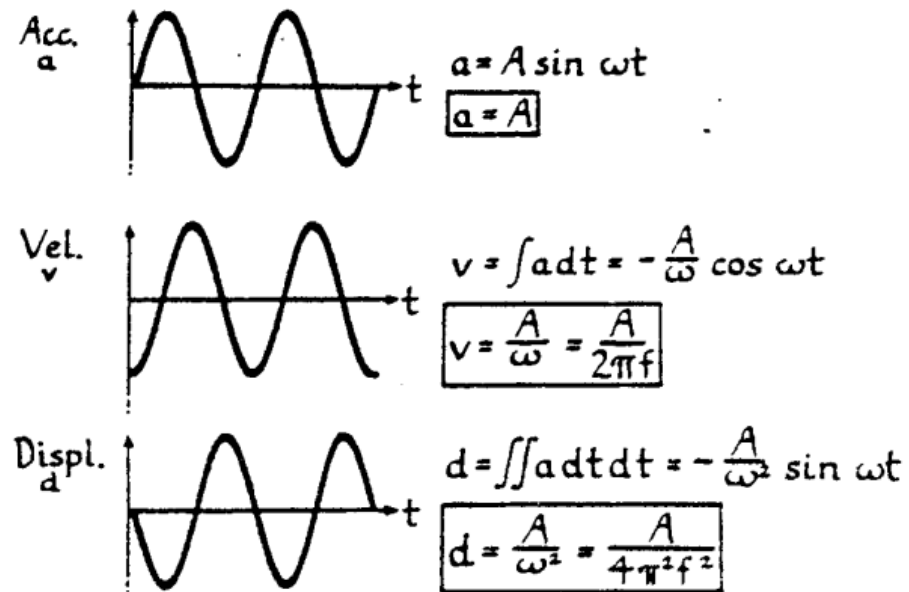 Acc.
a
t
a = A sin ωt
a = A
Vel.
v
t
v = ∫a dt = - A/ω cos ωt
v = A/ω = A/2πf
Displ.
d
t
d = ∬a dt dt = - A/ω² sin ωt
d = A/ω² = A/4π²f²